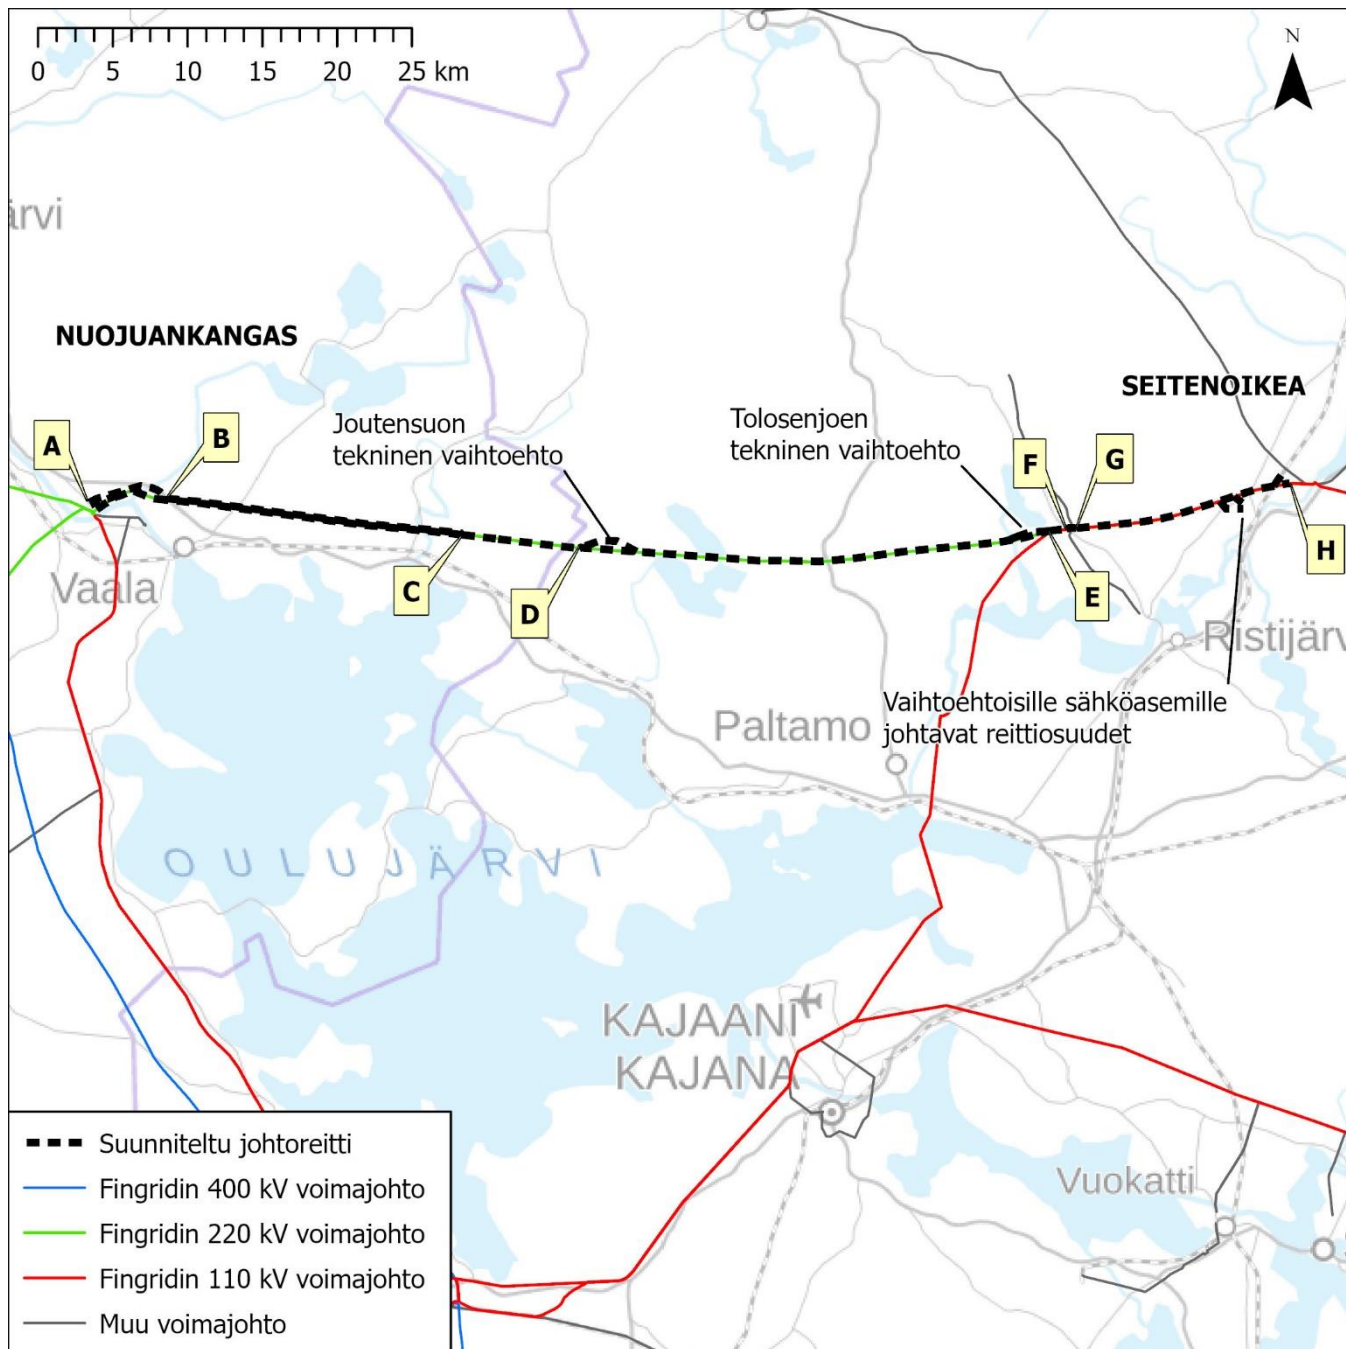 0 5 10 15 20 25 km
N
ärvi
NUOJUANKANGAS
SEITENOIKEA
Joutensuon
tekninen vaihtoehto
Tolosenjoen
tekninen vaihtoehto
A
B
F
G
C
D
E
H
Vaala
Ristijärv
Vaihtoehtoisille sähköasemille
johtavat reittiosuudet
Paltamo
OULUJÄRVI
KAJAANI
KAJANA
Vuokatti
Suunniteltu johtoreitti
Fingridin 400 kV voimajohto
Fingridin 220 kV voimajohto
Fingridin 110 kV voimajohto
Muu voimajohto